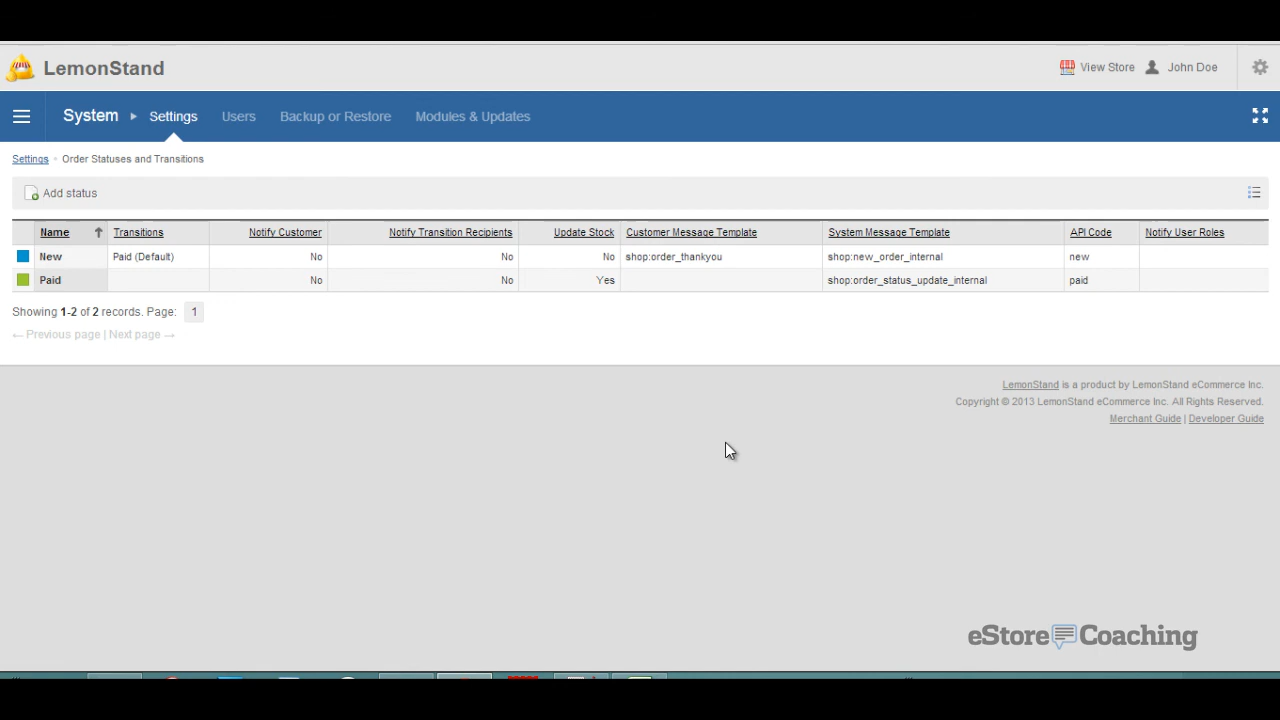 LemonStand View Store John Doe
System Settings Users Backup or Restore Modules & Updates
Settings Order Statuses and Transitions
Add status
Name Transitions Notify Customer Notify Transition Recipients Update Stock Customer Message Template System Message Template API Code Notify User Roles
New Paid (Default) No No No shop:order_thankyou shop:new_order_internal new
Paid No No Yes shop:order_status_update_internal paid
Showing 1-2 of 2 records. Page: 1
← Previous page | Next page →
LemonStand is a product by LemonStand eCommerce Inc.
Copyright © 2013 LemonStand eCommerce Inc. All Rights Reserved.
Merchant Guide | Developer Guide
eStore Coaching